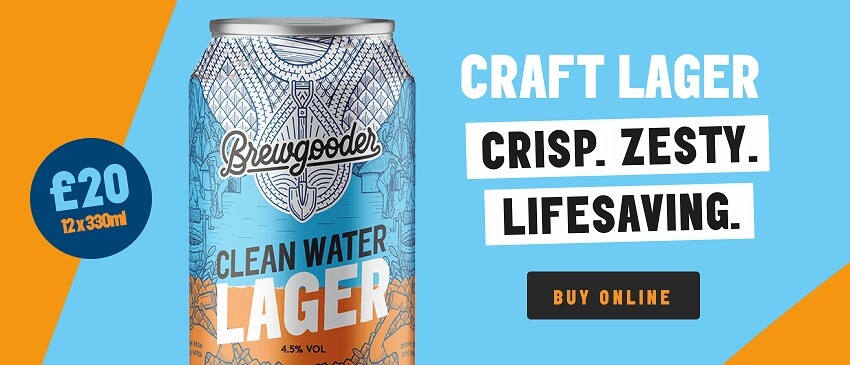 £20
12 x 330ml
Brewgooder
CLEAN WATER
LAGER
4.5% VOL
CRAFT LAGER
CRISP. ZESTY.
LIFESAVING.
BUY ONLINE